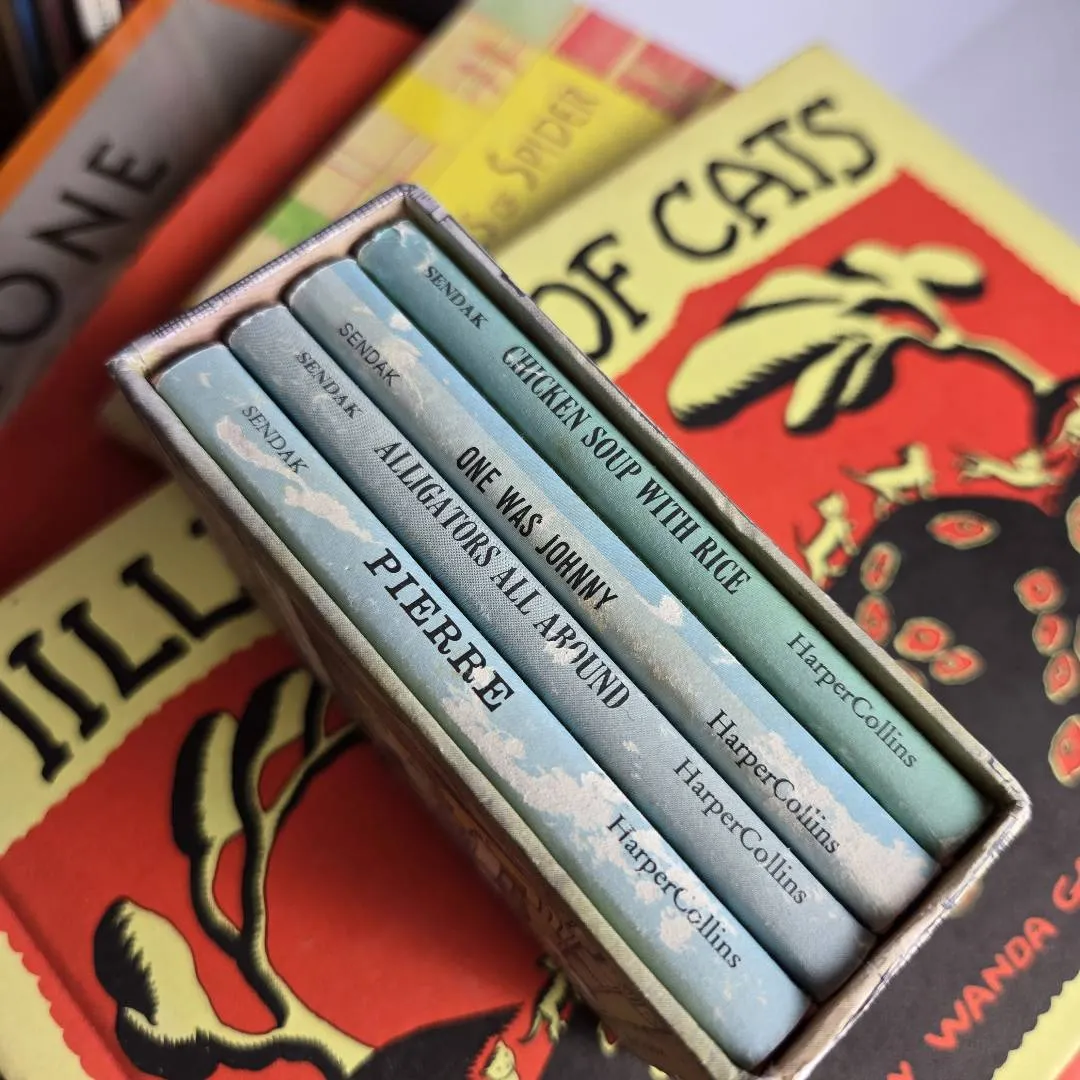 ONE
SPIDER
OF CATS
SENDAK CHICKEN SOUP WITH RICE HarperCollins
SENDAK ONE WAS JOHNNY HarperCollins
SENDAK ALLIGATORS ALL AROUND HarperCollins
SENDAK PIERRE HarperCollins
WANDA